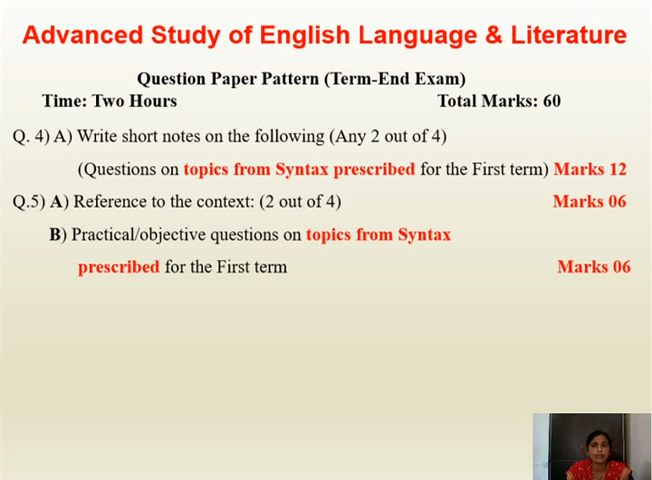 Advanced Study of English Language & Literature
Question Paper Pattern (Term-End Exam)
Time: Two Hours Total Marks: 60
Q. 4) A) Write short notes on the following (Any 2 out of 4)
(Questions on topics from Syntax prescribed for the First term) Marks 12
Q.5) A) Reference to the context: (2 out of 4) Marks 06
B) Practical/objective questions on topics from Syntax
prescribed for the First term Marks 06